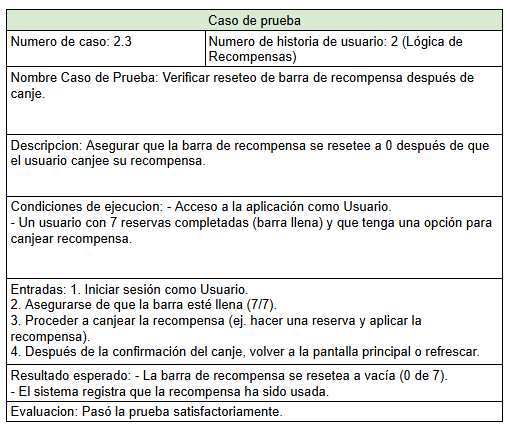 Caso de prueba
Numero de caso: 2.3
Numero de historia de usuario: 2 (Lógica de
Recompensas)
Nombre Caso de Prueba: Verificar reseteo de barra de recompensa después de
canje.
Descripcion: Asegurar que la barra de recompensa se resetee a 0 después de que
el usuario canjee su recompensa.
Condiciones de ejecucion: - Acceso a la aplicación como Usuario.
- Un usuario con 7 reservas completadas (barra llena) y que tenga una opción para
canjear recompensa.
Entradas: 1. Iniciar sesión como Usuario.
2. Asegurarse de que la barra esté llena (7/7).
3. Proceder a canjear la recompensa (ej. hacer una reserva y aplicar la
recompensa).
4. Después de la confirmación del canje, volver a la pantalla principal o refrescar.
Resultado esperado: - La barra de recompensa se resetea a vacía (0 de 7).
- El sistema registra que la recompensa ha sido usada.
Evaluacion: Pasó la prueba satisfactoriamente.